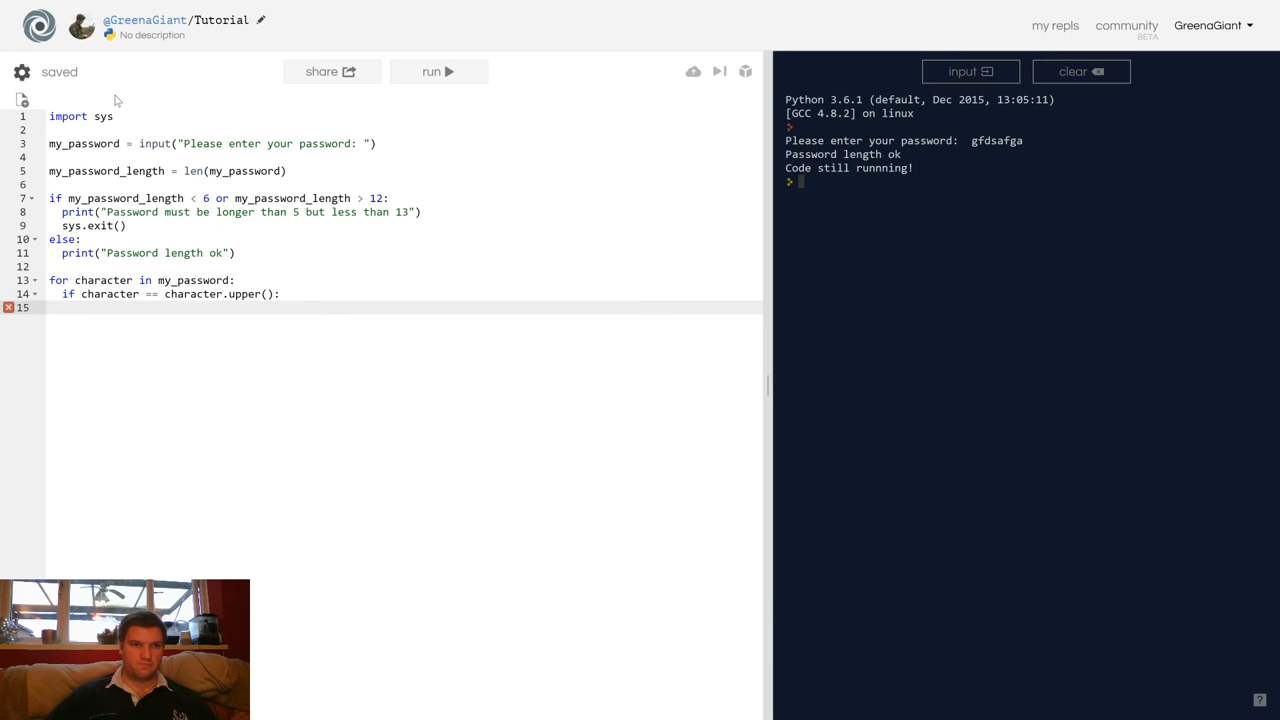 @GreenaGiant/Tutorial
No description
my repls
community
BETA
GreenaGiant
saved
share
run
input
clear
1 import sys
2
3 my_password = input("Please enter your password: ")
4
5 my_password_length = len(my_password)
6
7 if my_password_length < 6 or my_password_length > 12:
8 print("Password must be longer than 5 but less than 13")
9 sys.exit()
10 else:
11 print("Password length ok")
12
13 for character in my_password:
14 if character == character.upper():
15
Python 3.6.1 (default, Dec 2015, 13:05:11)
[GCC 4.8.2] on linux
Please enter your password:  gfdsafga
Password length ok
Code still runnning!
?